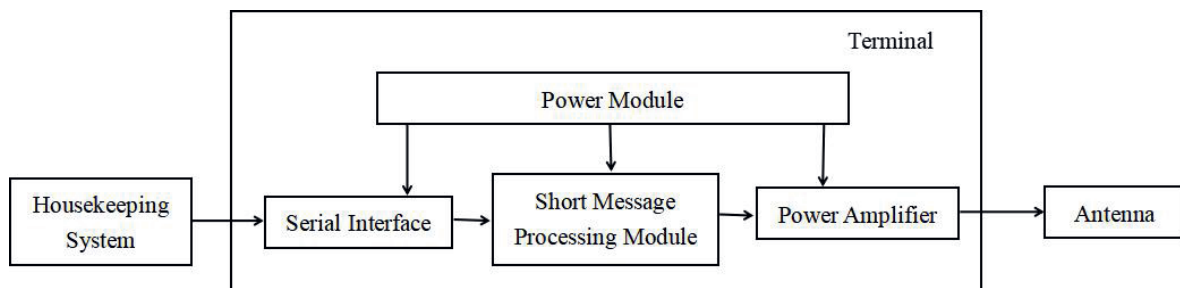 Terminal
Power Module
Housekeeping
System
Serial Interface
Short Message
Processing Module
Power Amplifier
Antenna